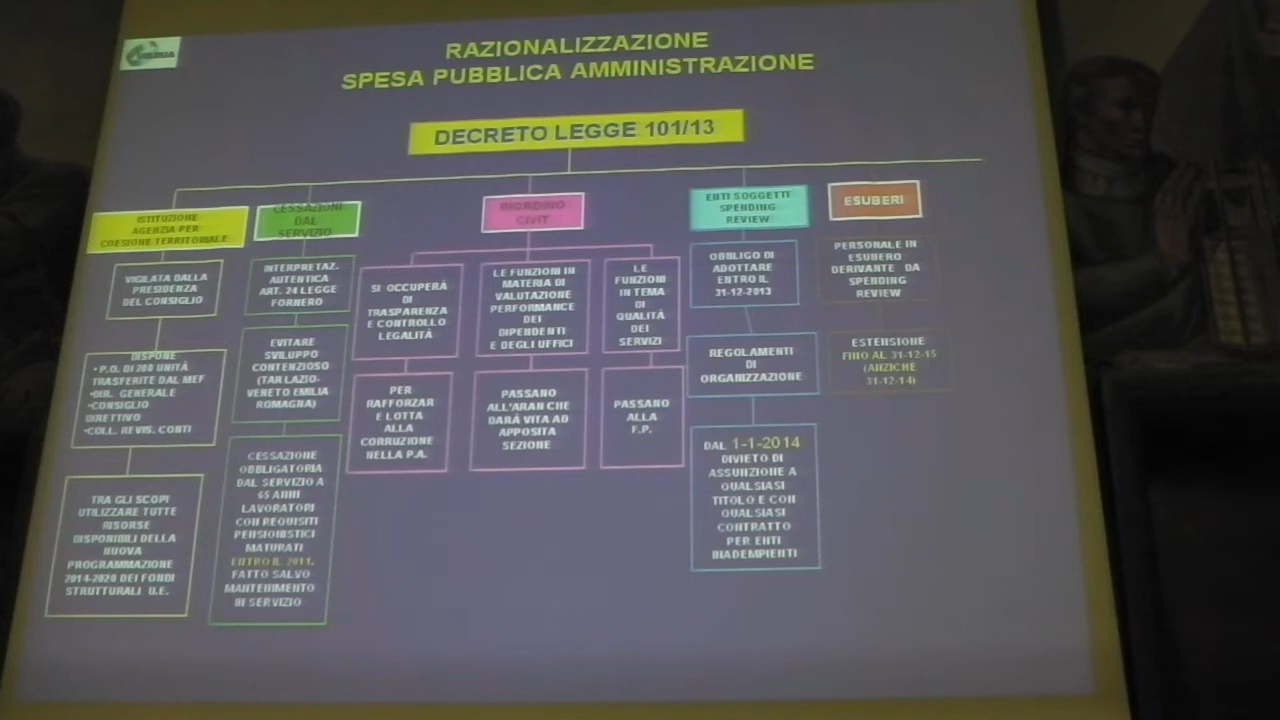 RAZIONALIZZAZIONE
SPESA PUBBLICA AMMINISTRAZIONE
DECRETO LEGGE 101/13
ISTITUZIONE
AGENZIA PER
COESIONE TERRITORIALE
VIGILATA DALLA
PRESIDENZA
DEL CONSIGLIO
DISPONE
• P.O. DI 200 UNITÀ
TRASFERITE DAL MEF
•DIR. GENERALE
•CONSIGLIO
DIRETTIVO
•COLL. REVIS. CONTI
TRA GLI SCOPI
UTILIZZARE TUTTE
RISORSE
DISPONIBILI DELLA
NUOVA
PROGRAMMAZIONE
2014-2020 DEI FONDI
STRUTTURALI U.E.
CESSAZIONI
DAL
SERVIZIO
INTERPRETAZ.
AUTENTICA
ART. 24 LEGGE
FORNERO
EVITARE
SVILUPPO
CONTENZIOSO
(TAR LAZIO-
VENETO EMILIA
ROMAGNA)
CESSAZIONE
OBBLIGATORIA
DAL SERVIZIO A
65 ANNI
LAVORATORI
CON REQUISITI
PENSIONISTICI
MATURATI
ENTRO IL 2011,
FATTO SALVO
MANTENIMENTO
IN SERVIZIO
RIORDINO
CIVIT
SI OCCUPERÀ
DI
TRASPARENZA
E CONTROLLO
LEGALITÀ
PER
RAFFORZAR
E LOTTA
ALLA
CORRUZIONE
NELLA P.A.
LE FUNZIONI IN
MATERIA DI
VALUTAZIONE
PERFORMANCE
DEI
DIPENDENTI
E DEGLI UFFICI
PASSANO
ALL'ARAN CHE
DARÀ VITA AD
APPOSITA
SEZIONE
LE
FUNZIONI
IN TEMA
DI
QUALITÀ
DEI
SERVIZI
PASSANO
ALLA
F.P.
ENTI SOGGETTI
SPENDING
REVIEW
OBBLIGO DI
ADOTTARE
ENTRO IL
31-12-2013
REGOLAMENTI
DI
ORGANIZZAZIONE
DAL 1-1-2014
DIVIETO DI
ASSUNZIONE A
QUALSIASI
TITOLO E CON
QUALSIASI
CONTRATTO
PER ENTI
INADEMPIENTI
ESUBERI
PERSONALE IN
ESUBERO
DERIVANTE DA
SPENDING
REVIEW
ESTENSIONE
FINO AL 31-12-15
(ANZICHE
31-12-14)